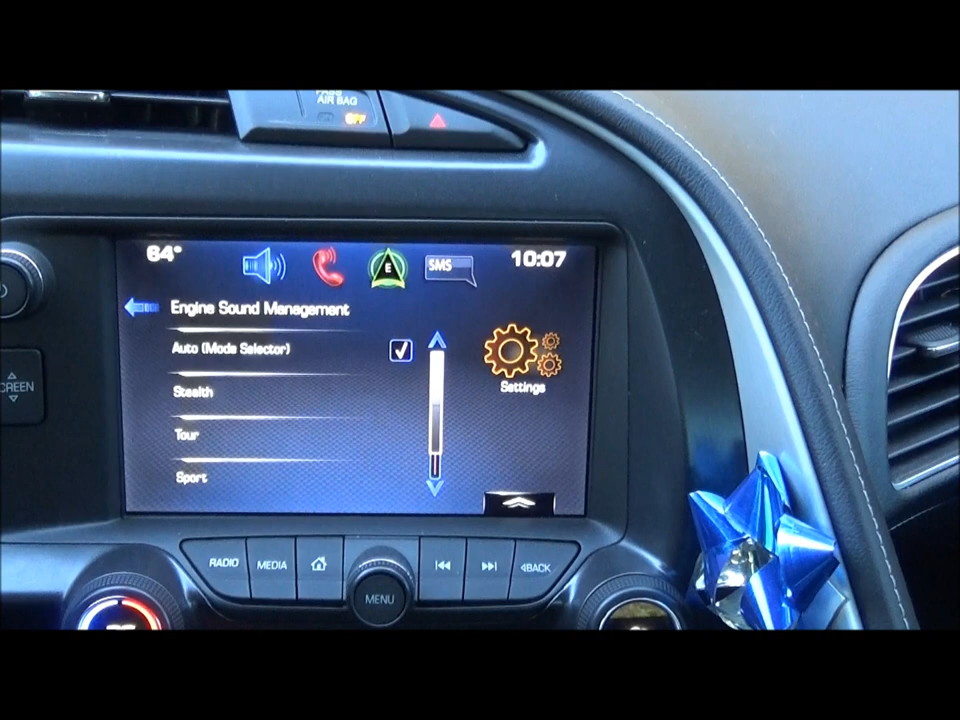 PASS
AIR BAG
OFF
64°
E
SMS
10:07
Engine Sound Management
Auto (Mode Selector)
Stealth
Settings
Tour
Sport
SCREEN
RADIO
MEDIA
BACK
MENU